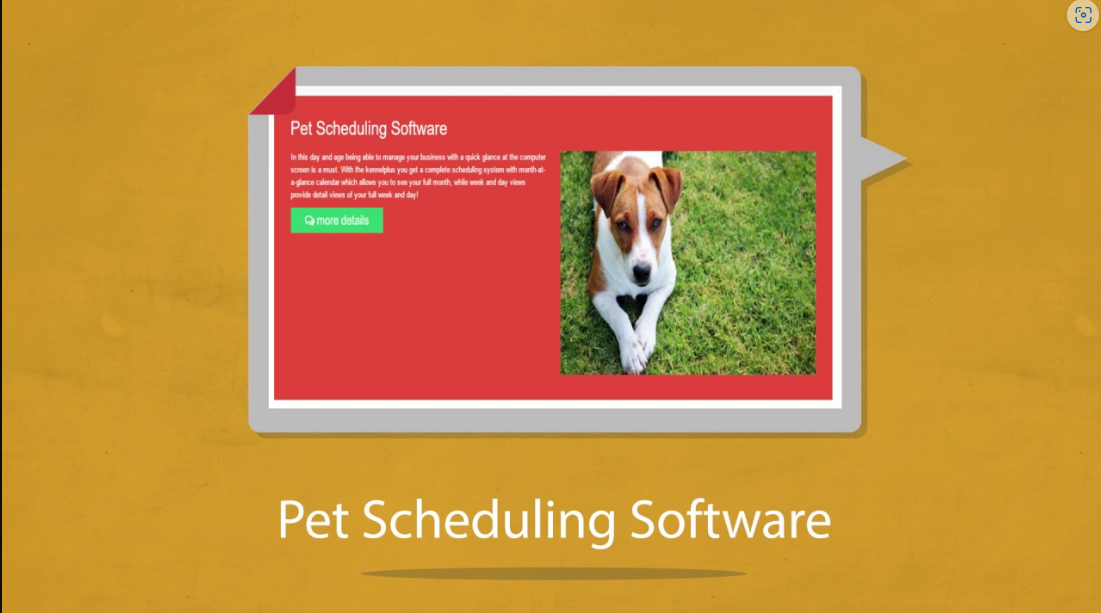 Pet Scheduling Software
In this day and age being able to manage your business with a quick glance at the computer
screen is a must. With the kennelplus you get a complete scheduling system with month-at-
a-glance calendar which allows you to see your full month, while week and day views
provide detail views of your full week and day!
more details
Pet Scheduling Software